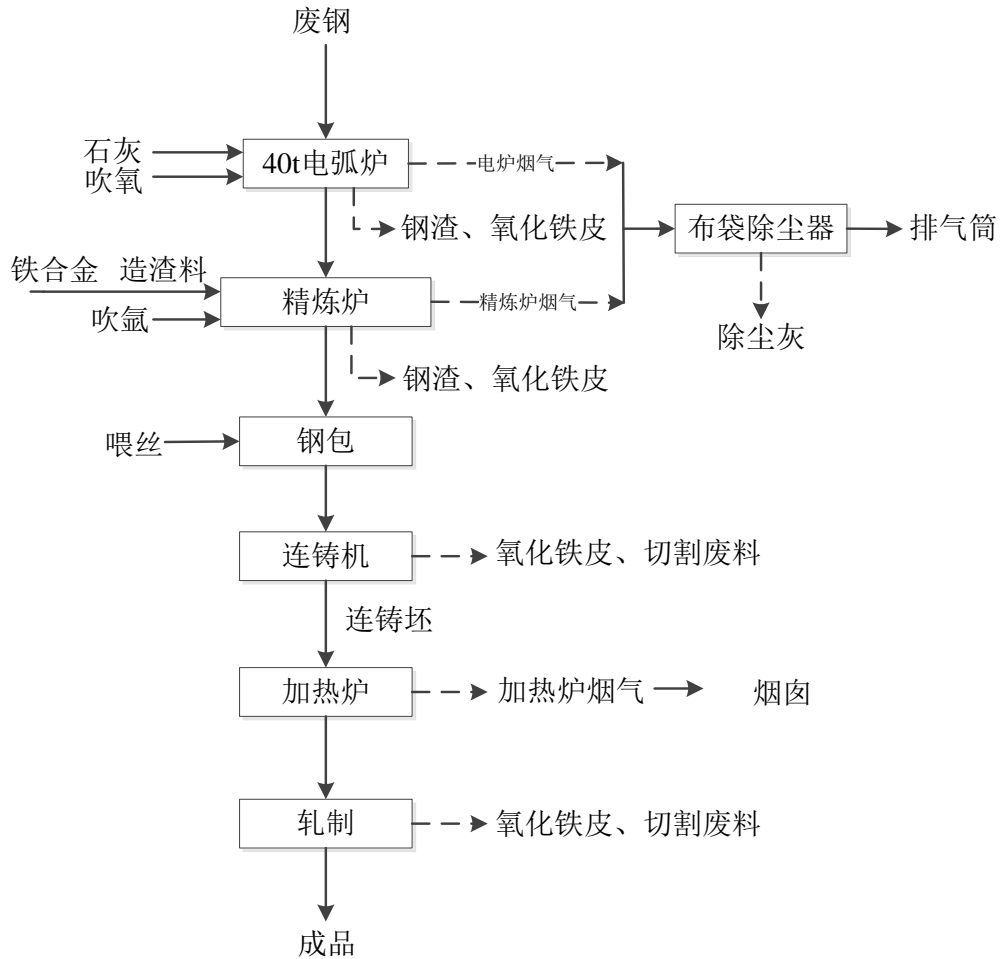 废钢
石灰
吹氧
40t电弧炉
电炉烟气
钢渣、氧化铁皮
布袋除尘器
排气筒
铁合金 造渣料
吹氩
精炼炉
精炼炉烟气
除尘灰
钢渣、氧化铁皮
喂丝
钢包
连铸机
氧化铁皮、切割废料
连铸坯
加热炉
加热炉烟气
烟囱
轧制
氧化铁皮、切割废料
成品